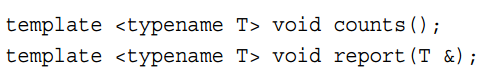 template <typename T> void counts();
template <typename T> void report(T &);